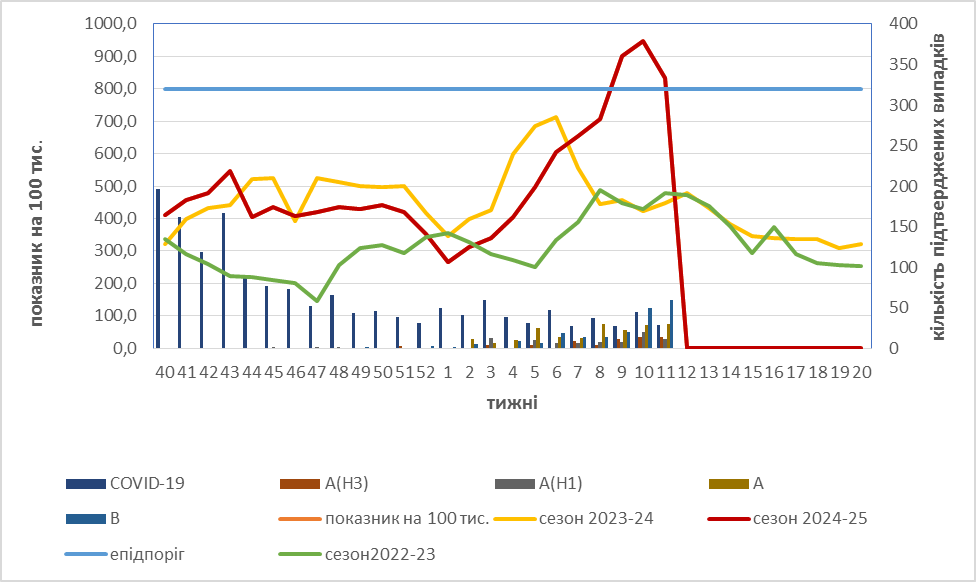 1000,0
900,0
800,0
700,0
600,0
500,0
400,0
300,0
200,0
100,0
0,0
показник на 100 тис.
400
350
300
250
200
150
100
50
0
кількість підтверджених випадків
40 41 42 43 44 45 46 47 48 49 50 51 52 1 2 3 4 5 6 7 8 9 10 11 12 13 14 15 16 17 18 19 20
тижні
COVID-19 A(H3) A(H1) A
B показник на 100 тис. сезон 2023-24 сезон 2024-25
епідпоріг сезон2022-23